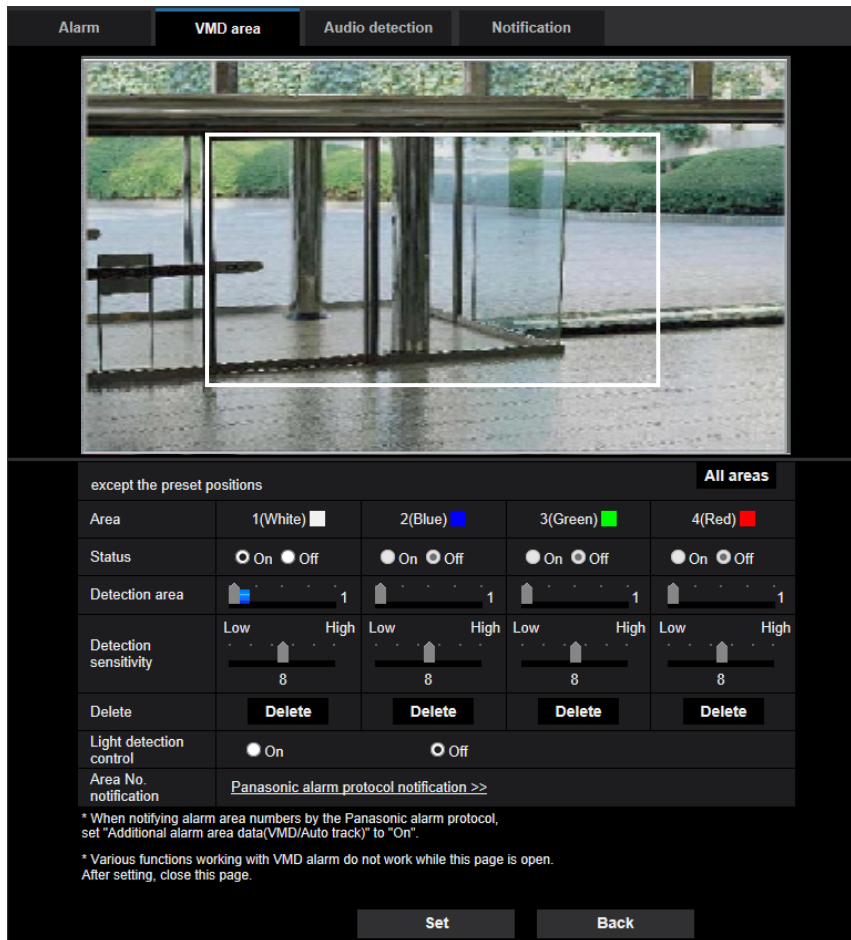 Alarm VMD area Audio detection Notification
except the preset positions All areas
Area 1(White) 2(Blue) 3(Green) 4(Red)
Status On Off On Off On Off On Off
Detection area 1 1 1 1
Detection sensitivity Low High Low High Low High Low High
8 8 8 8
Delete Delete Delete Delete Delete
Light detection control On Off
Area No. notification Panasonic alarm protocol notification >>
* When notifying alarm area numbers by the Panasonic alarm protocol,
set "Additional alarm area data(VMD/Auto track)" to "On".
* Various functions working with VMD alarm do not work while this page is open.
After setting, close this page.
Set Back